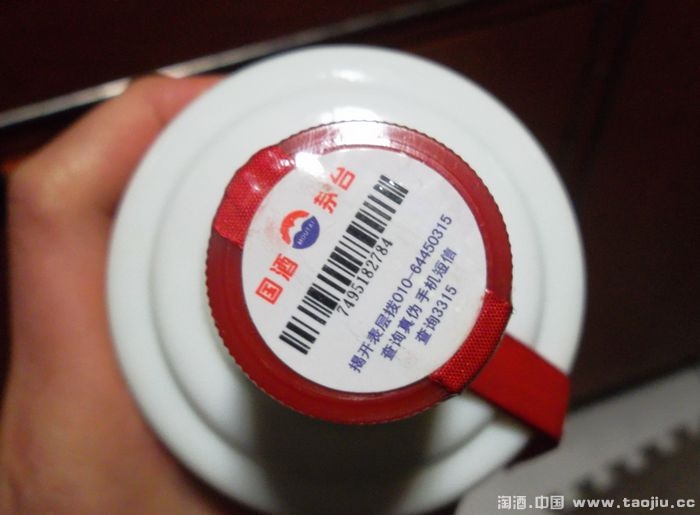 国酒 茅台
MOUTAI
7495182784
揭开表层拨010-64450315
查询真伪 手机短信
查询3315
淘酒.中国 www.taojiu.cc